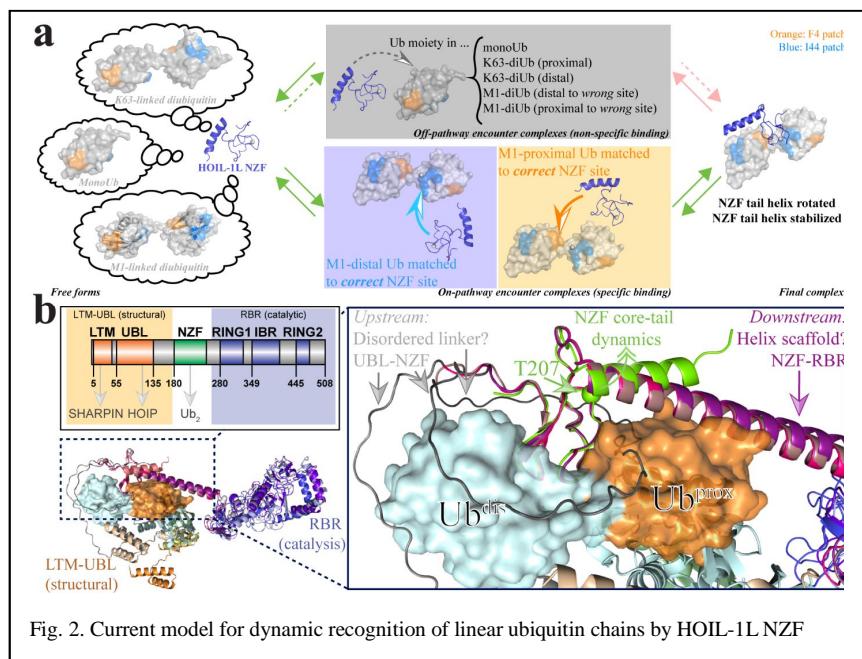 a
Orange: F4 patch
Blue: I44 patch
Ub moiety in ...
monoUb
K63-diUb (proximal)
K63-diUb (distal)
M1-diUb (distal to wrong site)
M1-diUb (proximal to wrong site)
Off-pathway encounter complexes (non-specific binding)
K63-linked diubiquitin
HOIL-1L NZF
MonoUb
M1-linked diubiquitin
Free forms
M1-distal Ub matched
to correct NZF site
M1-proximal Ub matched
to correct NZF site
On-pathway encounter complexes (specific binding)
NZF tail helix rotated
NZF tail helix stabilized
Final complex
b
LTM-UBL (structural)
RBR (catalytic)
LTM UBL NZF RING1 IBR RING2
5 55 135 180 280 349 445 508
SHARPIN HOIP Ub2
LTM-UBL
(structural)
RBR
(catalysis)
Upstream:
Disordered linker?
UBL-NZF
NZF core-tail
dynamics
T207
Downstream:
Helix scaffold?
NZF-RBR
Ub dis
Ub prox
Fig. 2. Current model for dynamic recognition of linear ubiquitin chains by HOIL-1L NZF